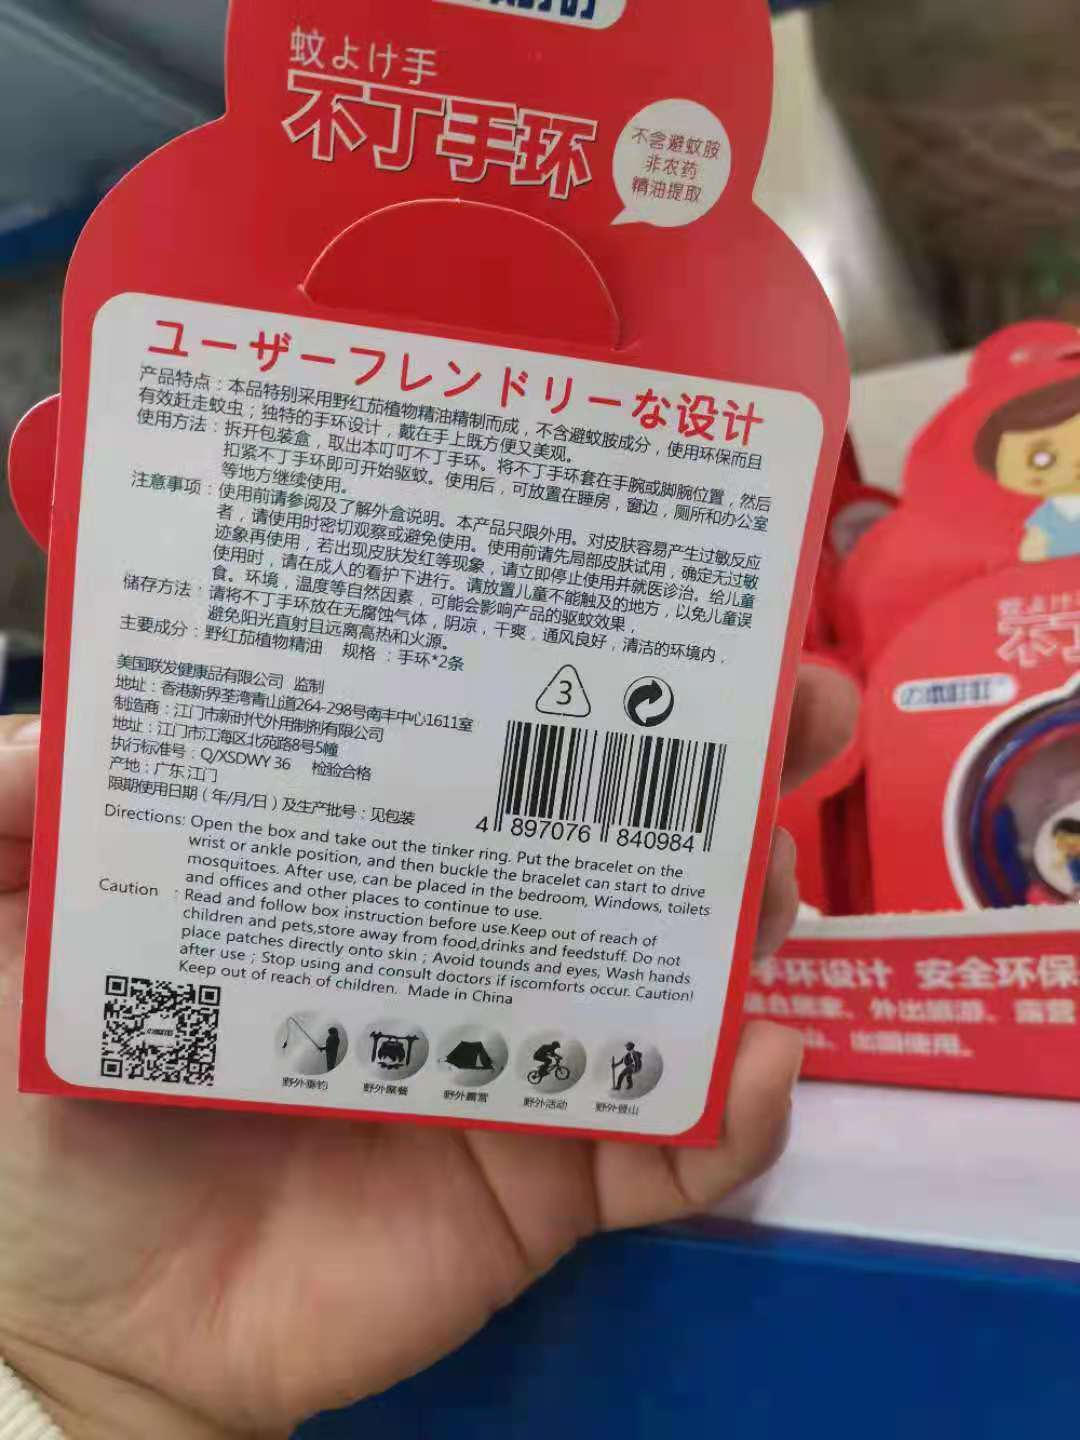 蚊よけ手
不丁手环
不含避蚊胺
非农药
精油提取
ユーザーフレンドリーな设计
产品特点：本品特别采用野红茄植物精油精制而成，不含避蚊胺成分，使用环保而且
有效赶走蚊虫；独特的手环设计，戴在手上既方便又美观。
使用方法：拆开包装盒，取出本叮叮不丁手环。将不丁手环套在手腕或脚腕位置，然后
扣紧不丁手环即可开始驱蚊。使用后，可放置在睡房，窗边，厕所和办公室
等地方继续使用。
注意事项：使用前请参阅及了解外盒说明。本产品只限外用。对皮肤容易产生过敏反应
者，请使用时密切观察或避免使用。使用前请先局部皮肤试用，确定无过敏
迹象再使用，若出现皮肤发红等现象，请立即停止使用并就医诊治。给儿童
使用时，请在成人的看护下进行。请放置儿童不能触及的地方，以免儿童误
食。环境，温度等自然因素，可能会影响产品的驱蚊效果，
储存方法：请将不丁手环放在无腐蚀气体，阴凉，干爽，通风良好，清洁的环境内，
避免阳光直射且远离高热和火源。
主要成分：野红茄植物精油 规格：手环*2条
美国联发健康品有限公司 监制
地址：香港新界荃湾青山道264-298号南丰中心1611室
制造商：江门市新时代外用制剂有限公司
地址：江门市江海区北苑路8号5幢
执行标准号：Q/XSDWY 36 检验合格
产地：广东 江门
限期使用日期（年/月/日）及生产批号：见包装
3
4 897076 840984
Directions: Open the box and take out the tinker ring. Put the bracelet on the
wrist or ankle position, and then buckle the bracelet can start to drive
mosquitoes. After use, can be placed in the bedroom, Windows, toilets
and offices and other places to continue to use.
Caution : Read and follow box instruction before use.Keep out of reach of
children and pets,store away from food,drinks and feedstuff. Do not
place patches directly onto skin；Avoid tounds and eyes, Wash hands
after use；Stop using and consult doctors if iscomforts occur. Caution!
Keep out of reach of children. Made in China
野外垂钓
野外聚餐
野外露营
野外活动
野外登山
蚊よけ
手环设计 安全环保
外出旅游、露营
出国使用。